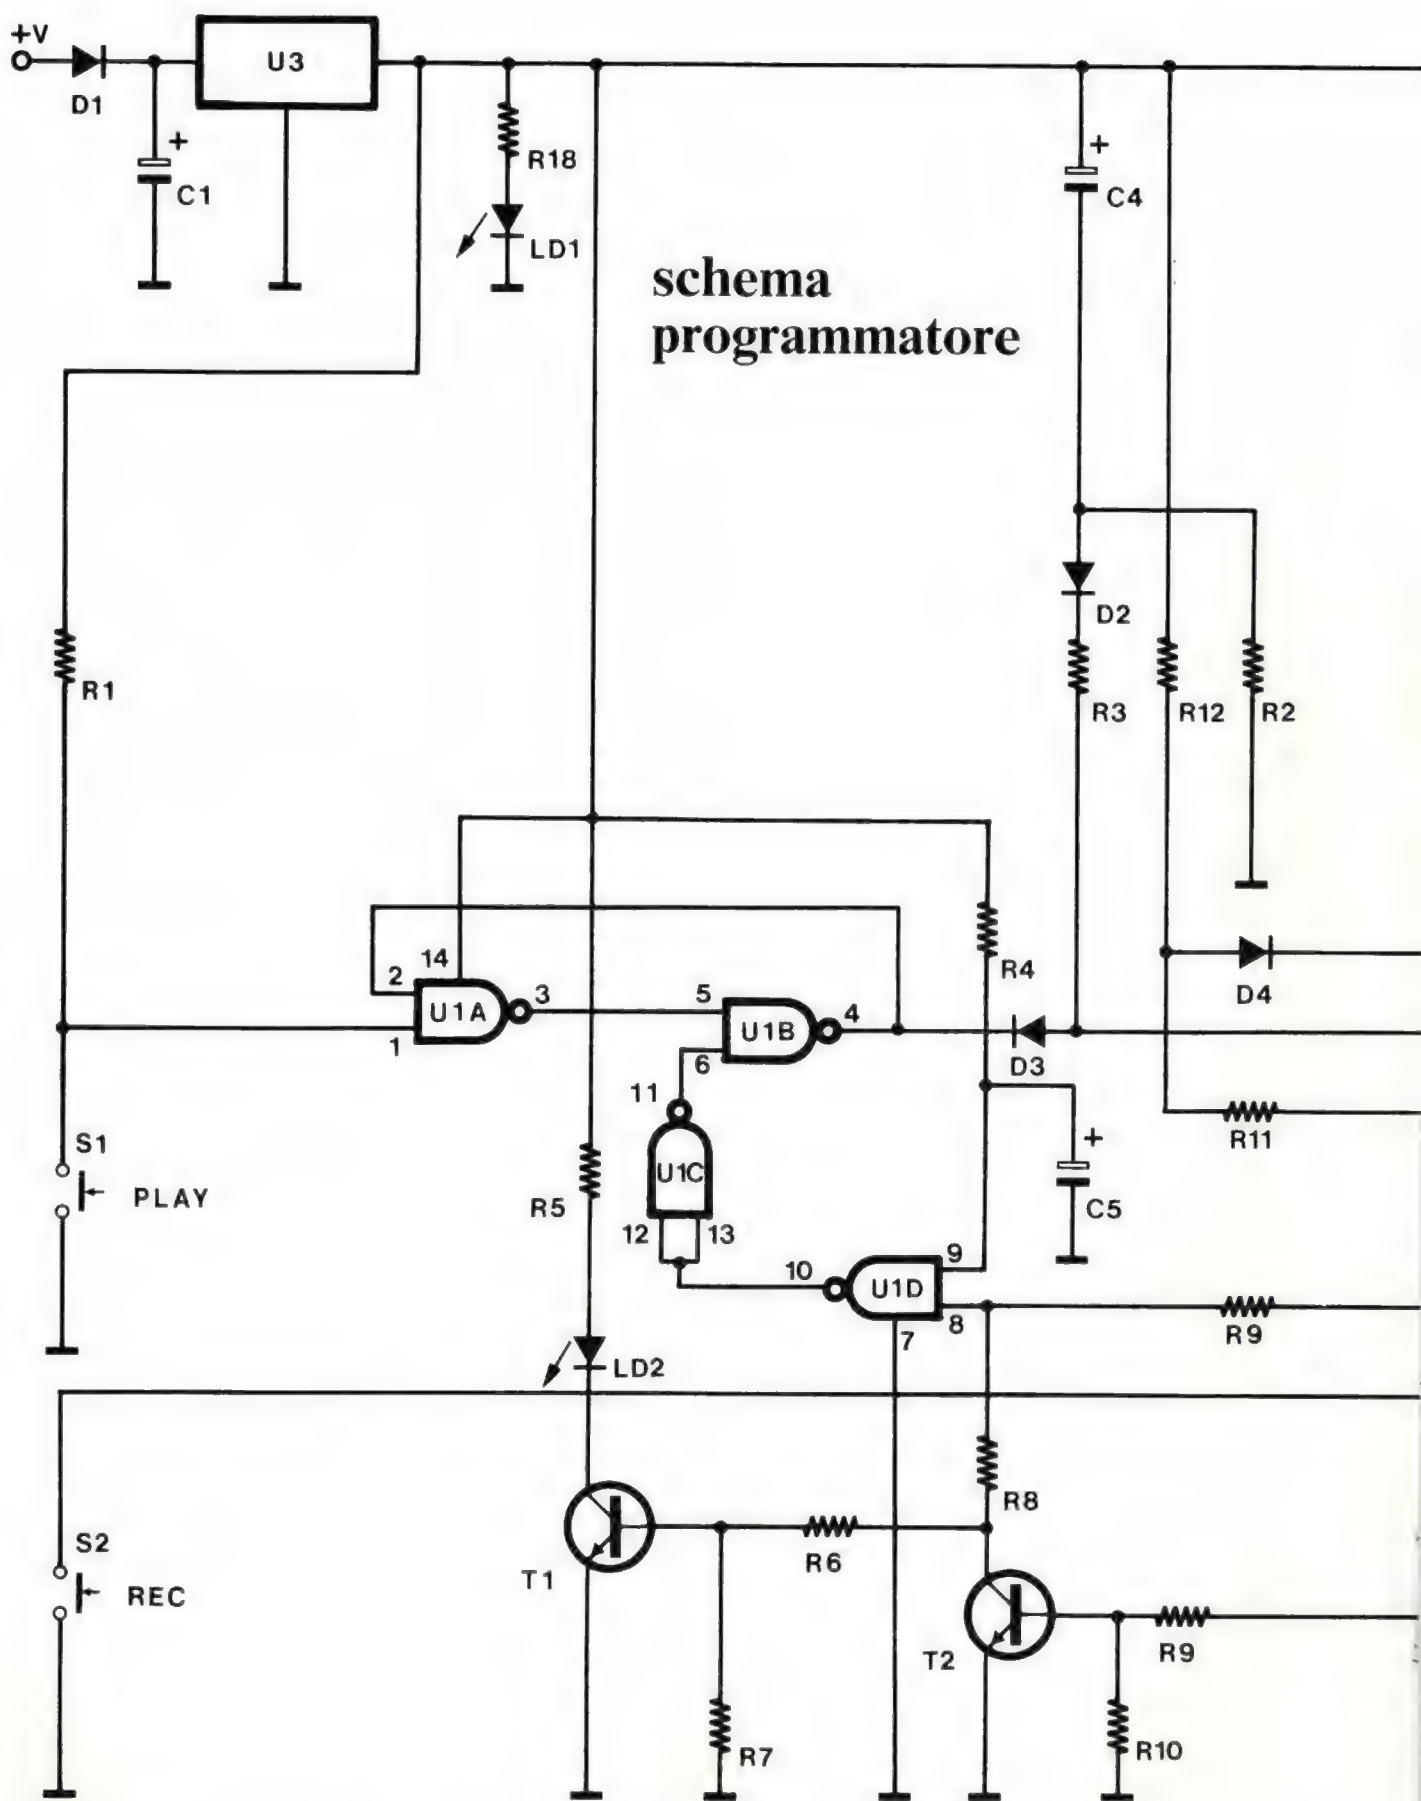 +V
U3
D1
C1
+
R18
LD1
+
C4
schema
programmatore
D2
R1
R3
R12
R2
14
2
U1A
3
1
5
U1B
4
6
R4
D4
D3
11
R11
S1
PLAY
U1C
12
13
R5
+
C5
10
9
U1D
8
7
R9
LD2
R8
S2
REC
T1
R6
T2
R9
R7
R10